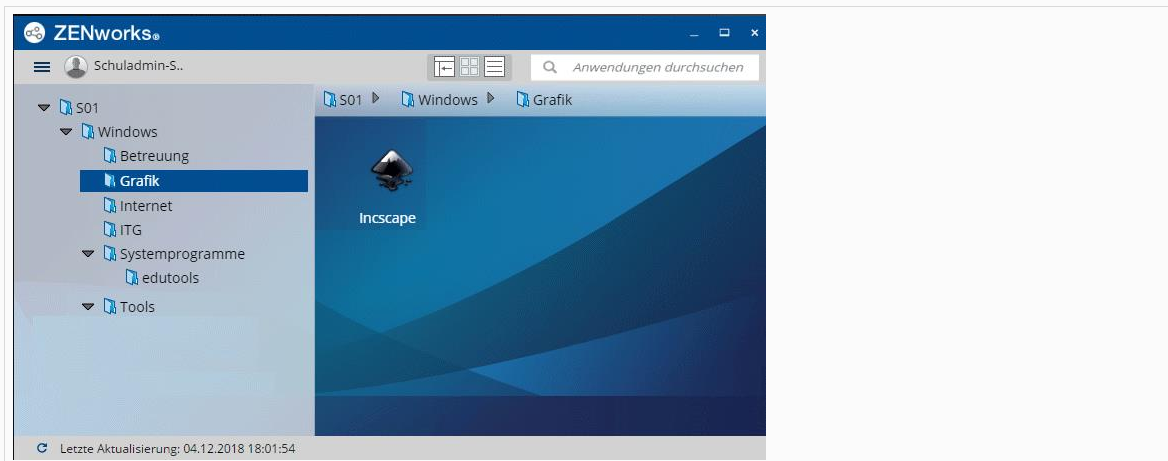 ZENworks®
Schuladmin-S..
Anwendungen durchsuchen
S01
Windows
Betreuung
Grafik
Internet
ITG
Systemprogramme
edutools
Tools
S01 Windows Grafik
Incscape
Letzte Aktualisierung: 04.12.2018 18:01:54